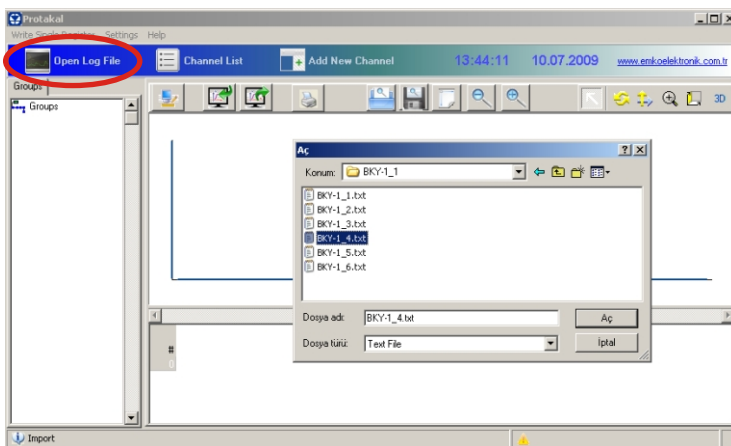 Protakal
Write Single Register Settings Help
Open Log File Channel List Add New Channel 13:44:11 10.07.2009 www.emkoelektronik.com.tr
Groups
Groups
3D
Aç
Konum: BKY-1_1
BKY-1_1.txt
BKY-1_2.txt
BKY-1_3.txt
BKY-1_4.txt
BKY-1_5.txt
BKY-1_6.txt
Dosya adı: BKY-1_4.txt Aç
Dosya türü: Text File İptal
#
0
Import